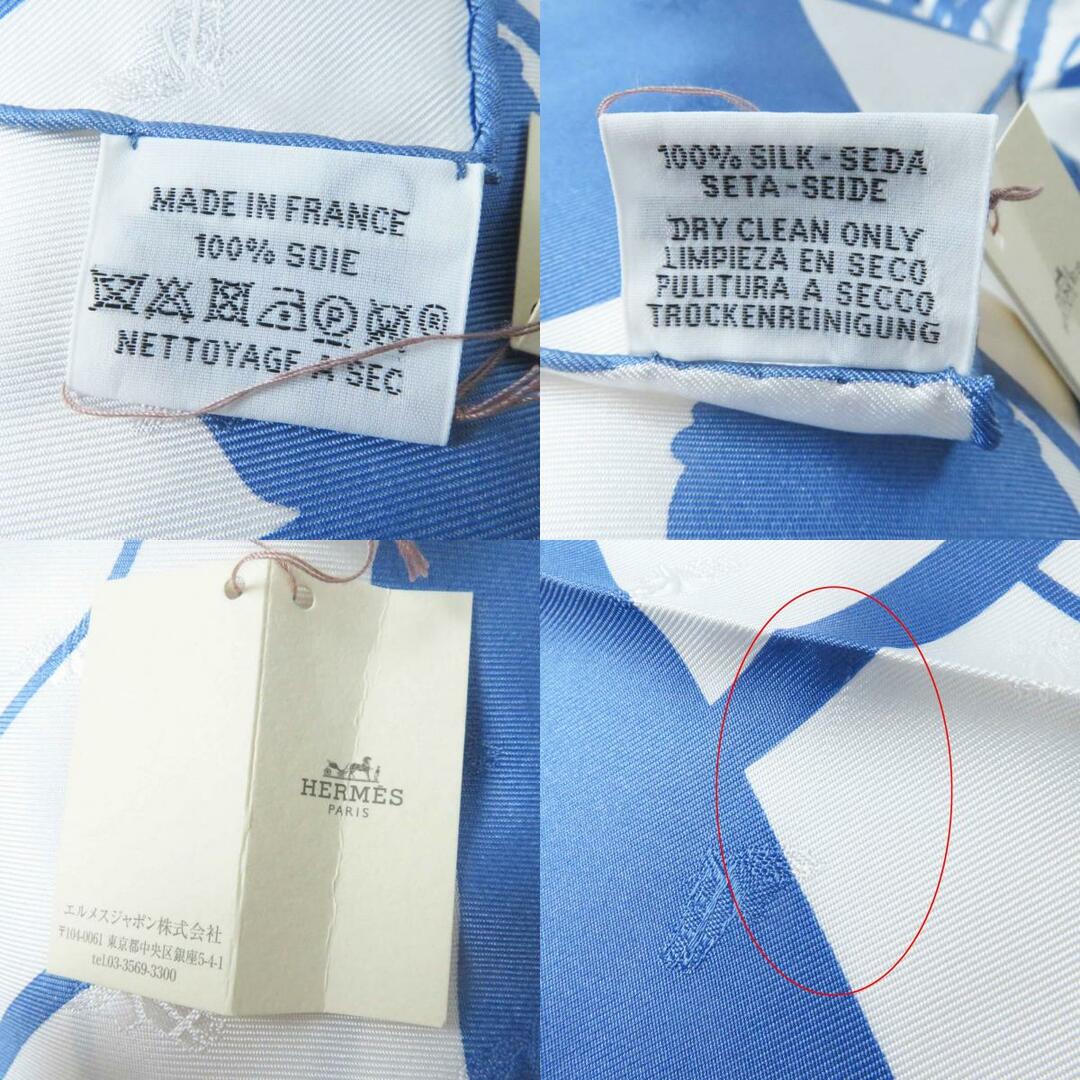 MADE IN FRANCE
100% SOIE
P
NETTOYAGE A SEC
100% SILK - SEDA
SETA - SEIDE
DRY CLEAN ONLY
LIMPIEZA EN SECO
PULITURA A SECCO
TROCKENREINIGUNG
HERMÈS
PARIS
エルメスジャポン株式会社
〒104-0061 東京都中央区銀座5-4-1
tel.03-3569-3300